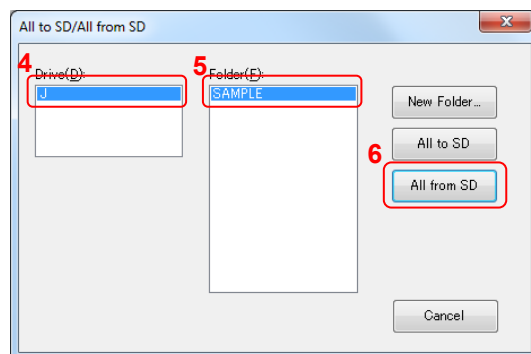 All to SD/All from SD
4
Drive(D):
J
5
Folder(F):
SAMPLE
New Folder...
All to SD
6
All from SD
Cancel